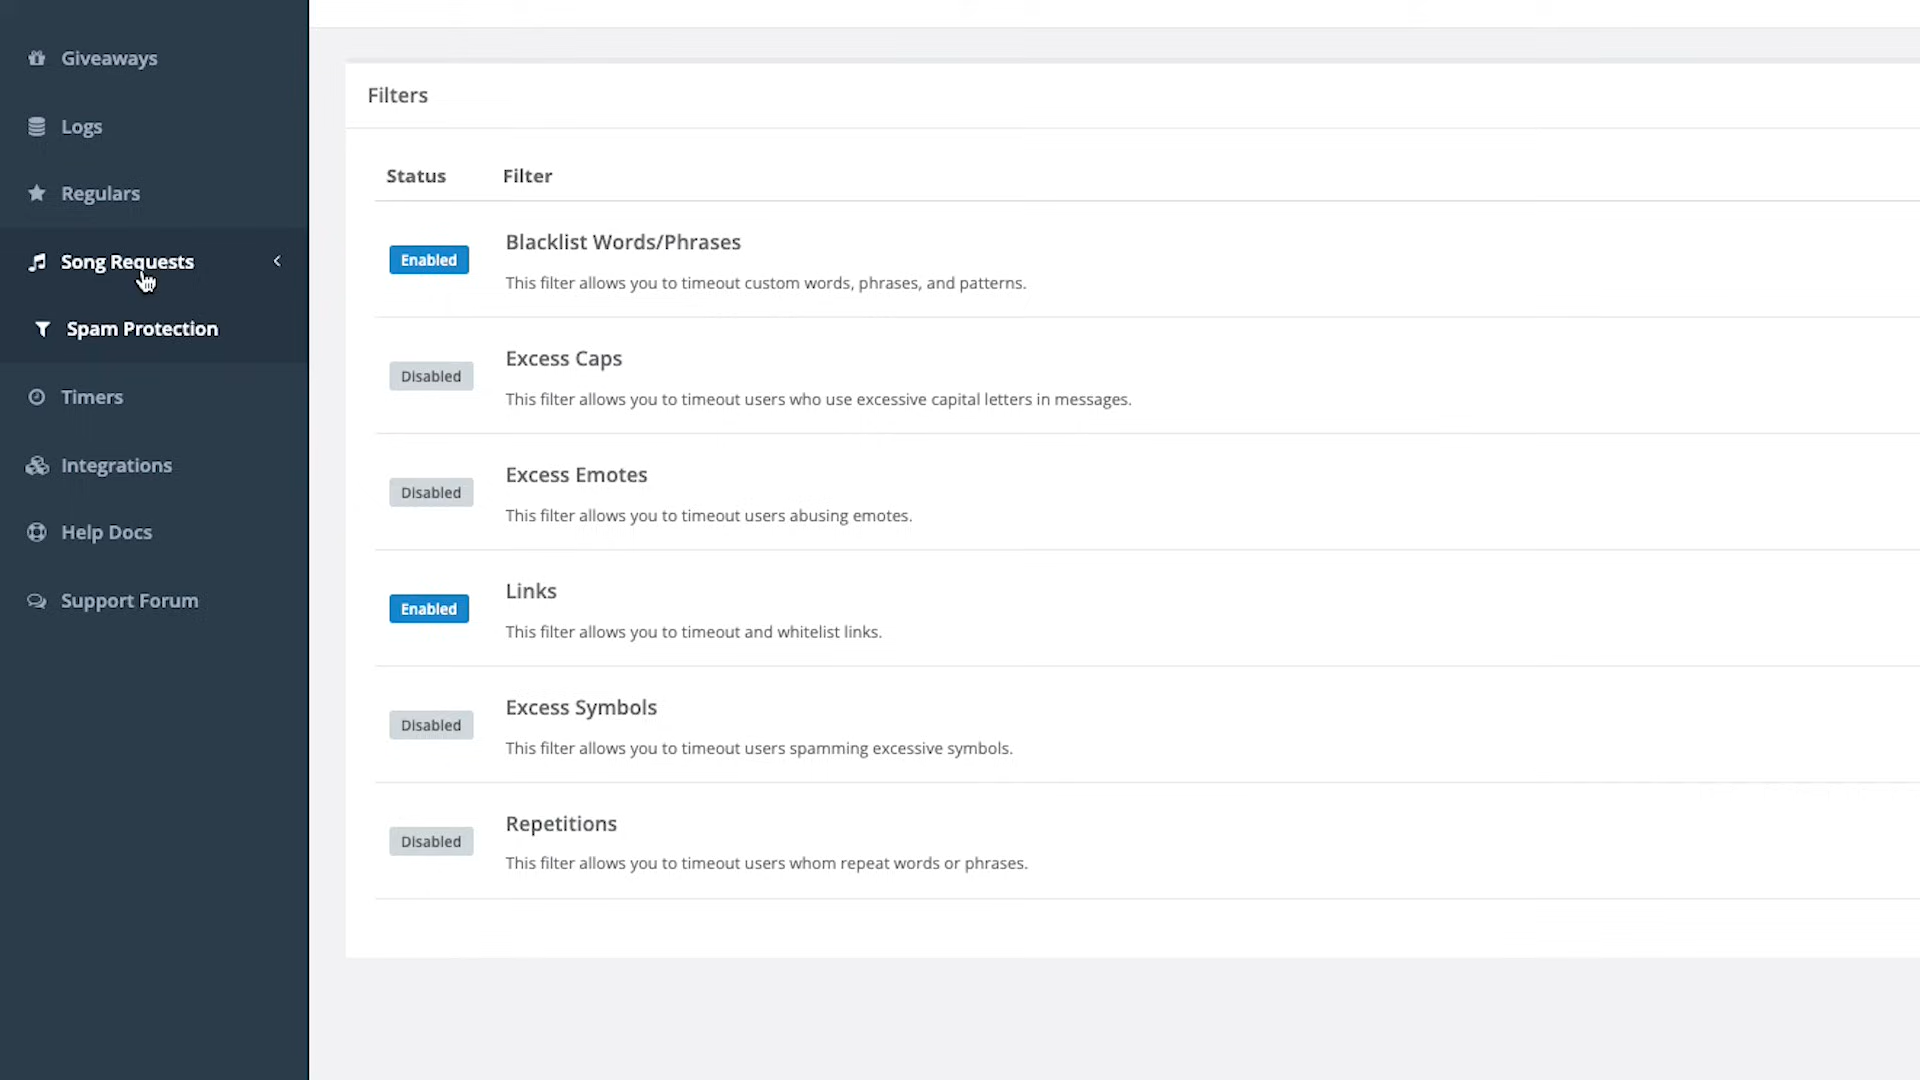 Giveaways
Logs
Regulars
Song Requests
Spam Protection
Timers
Integrations
Help Docs
Support Forum
Filters
Status Filter
Enabled Blacklist Words/Phrases
This filter allows you to timeout custom words, phrases, and patterns.
Disabled Excess Caps
This filter allows you to timeout users who use excessive capital letters in messages.
Disabled Excess Emotes
This filter allows you to timeout users abusing emotes.
Enabled Links
This filter allows you to timeout and whitelist links.
Disabled Excess Symbols
This filter allows you to timeout users spamming excessive symbols.
Disabled Repetitions
This filter allows you to timeout users whom repeat words or phrases.